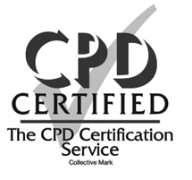 CPD
CERTIFIED
The CPD Certification
Service
Collective Mark